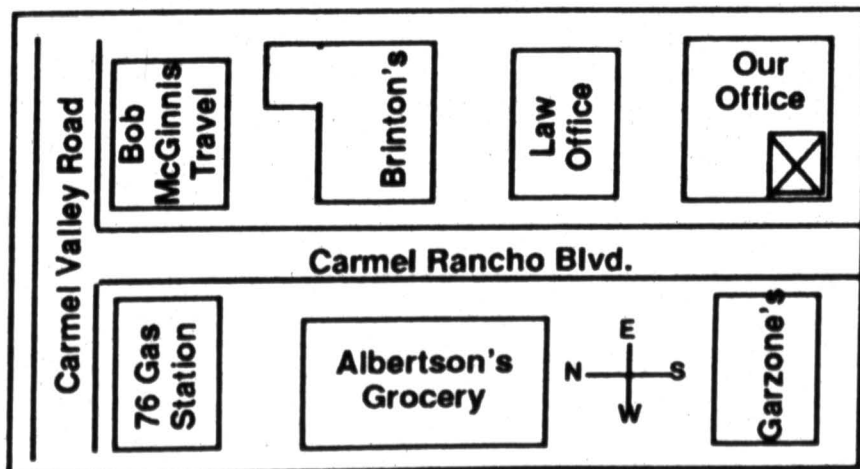 Carmel Valley Road
Bob
McGinnis
Travel
Brinton's
Law
Office
Our
Office
Carmel Rancho Blvd.
76 Gas
Station
Albertson's
Grocery
E
N
S
W
Garzone's